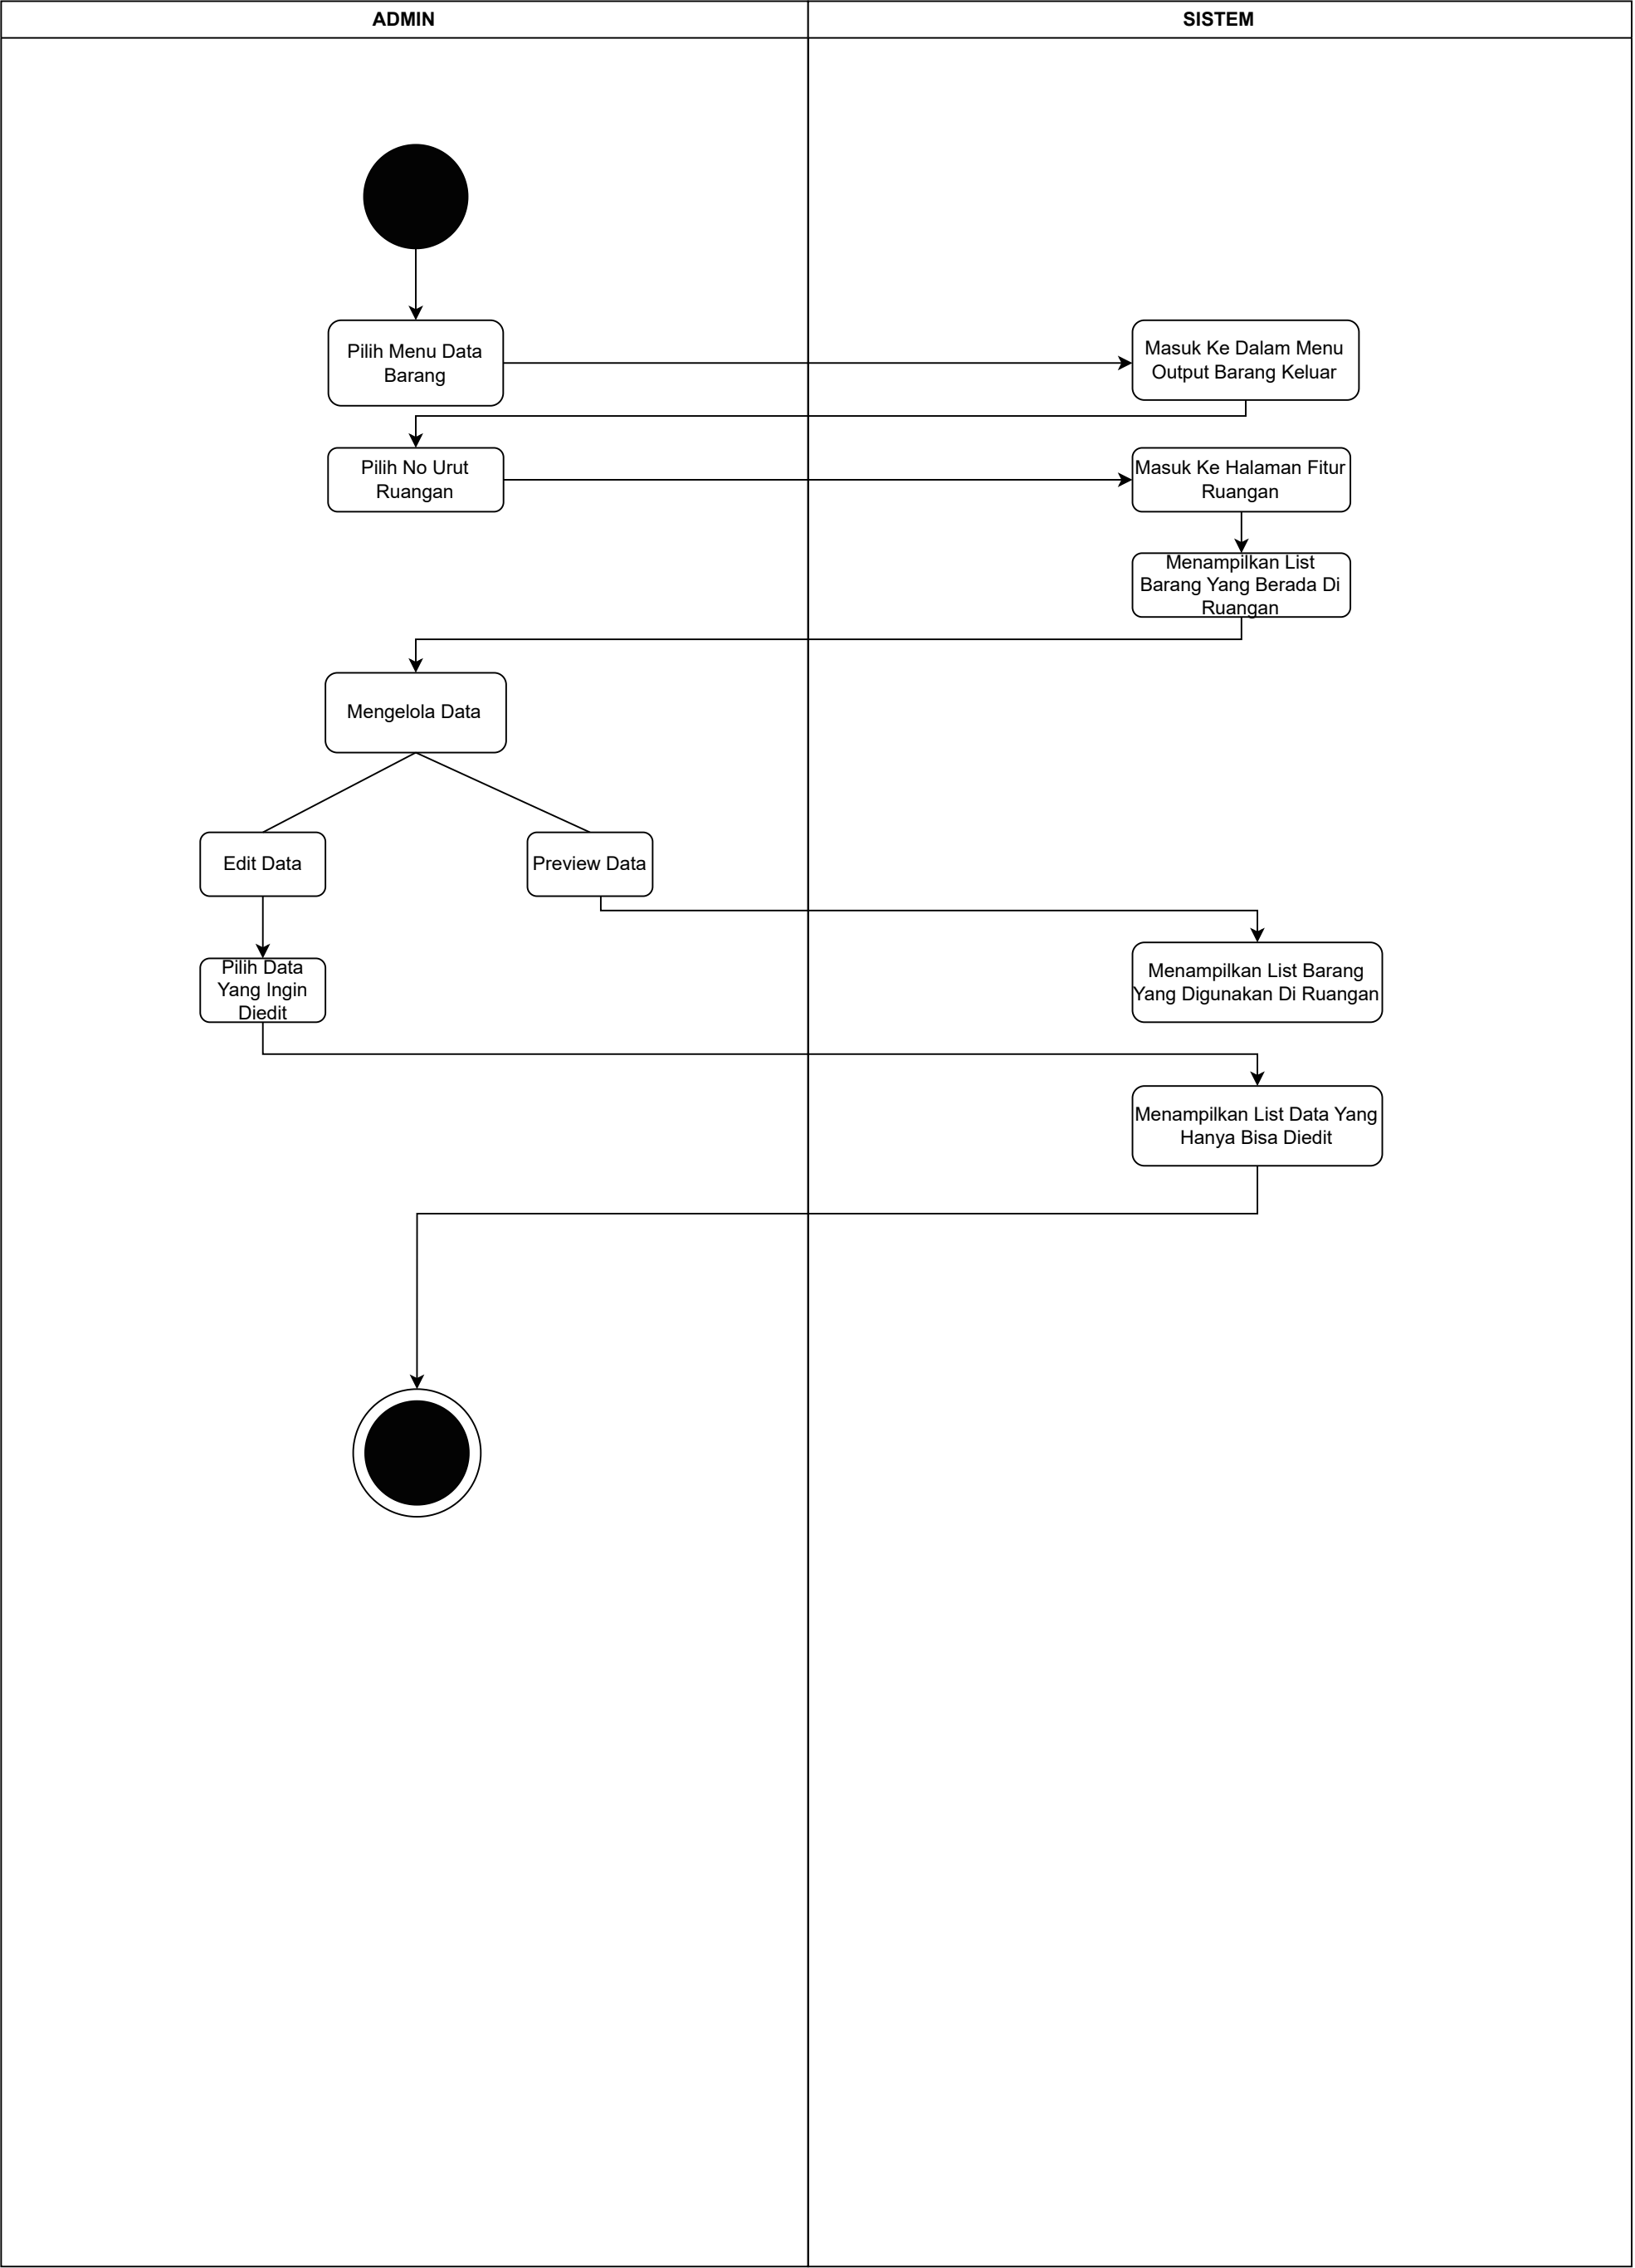 ADMIN
SISTEM
Pilih Menu Data
Barang
Masuk Ke Dalam Menu
Output Barang Keluar
Pilih No Urut
Ruangan
Masuk Ke Halaman Fitur
Ruangan
Menampilkan List
Barang Yang Berada Di
Ruangan
Mengelola Data
Edit Data
Preview Data
Pilih Data
Yang Ingin
Diedit
Menampilkan List Barang
Yang Digunakan Di Ruangan
Menampilkan List Data Yang
Hanya Bisa Diedit